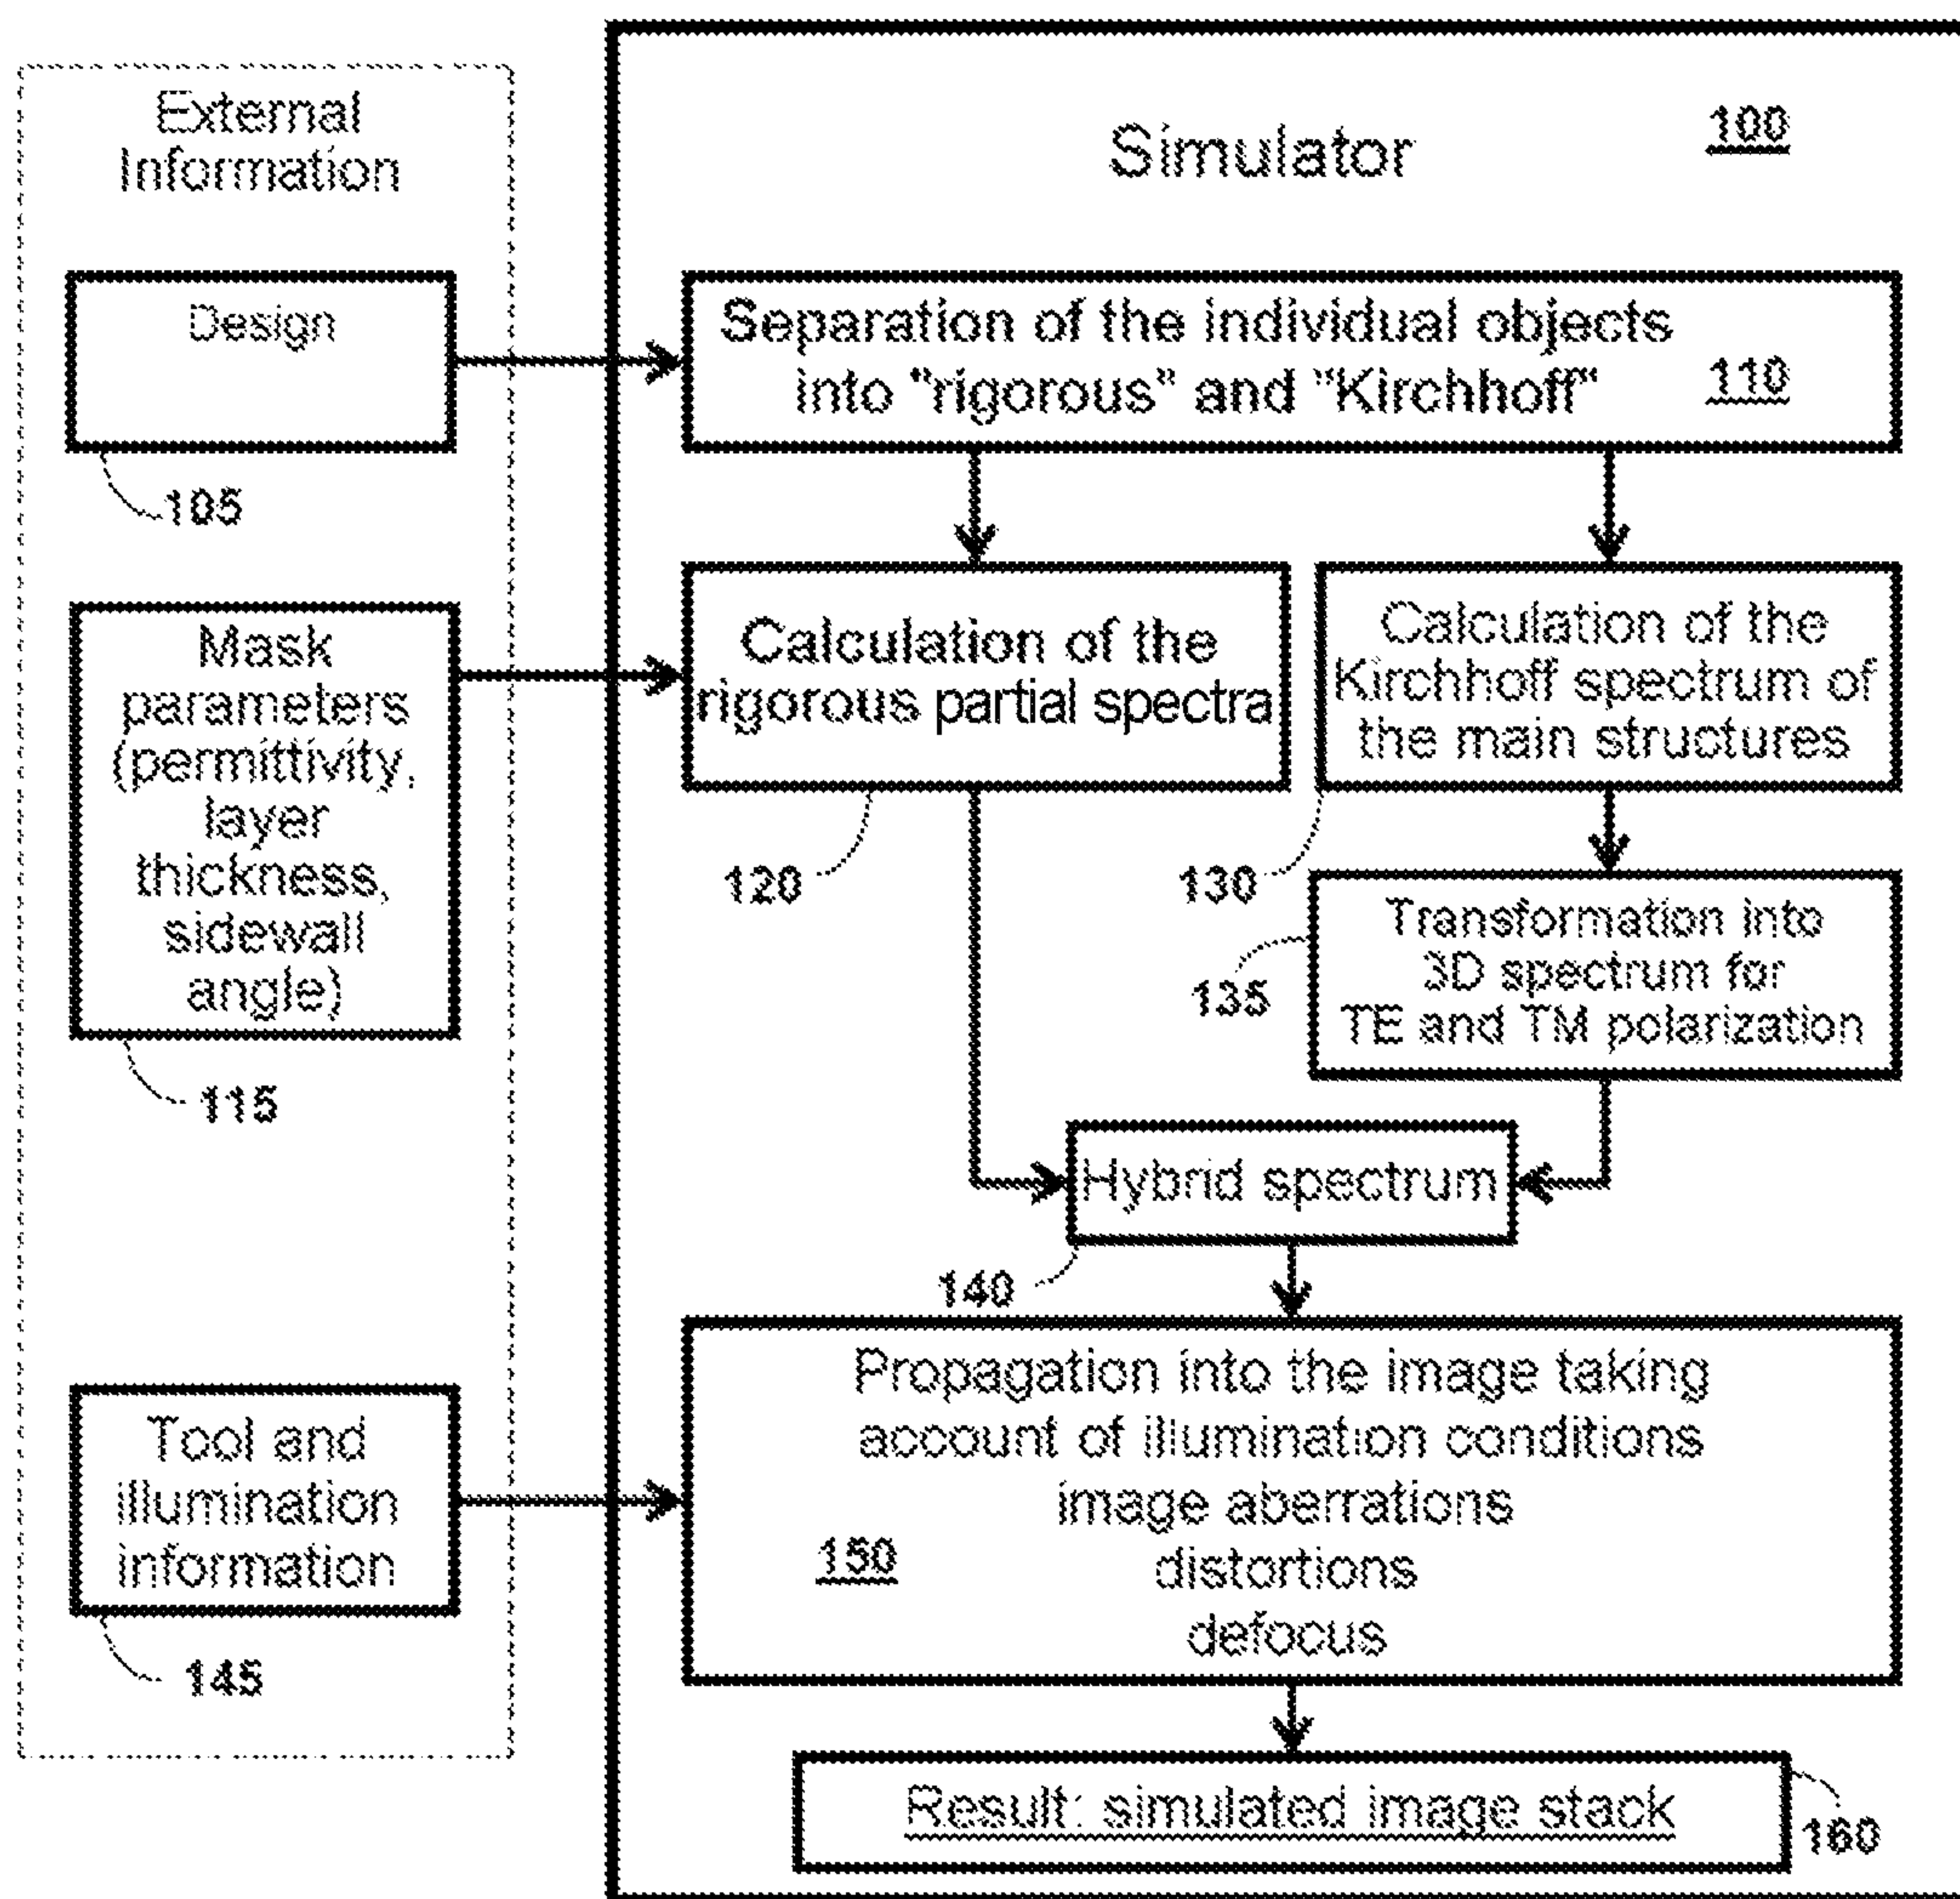 External
Information
Simulator
100
Design
105
Separation of the individual objects
into "rigorous" and "Kirchhoff"
110
Mask
parameters
(permittivity,
layer
thickness,
sidewall
angle)
115
Calculation of the
rigorous partial spectra
120
Calculation of the
Kirchhoff spectrum of
the main structures
130
Transformation into
3D spectrum for
TE and TM polarization
135
Hybrid spectrum
140
Tool and
illumination
information
145
Propagation into the image taking
account of illumination conditions
image aberrations
distortions
defocus
150
Result: simulated image stack
160